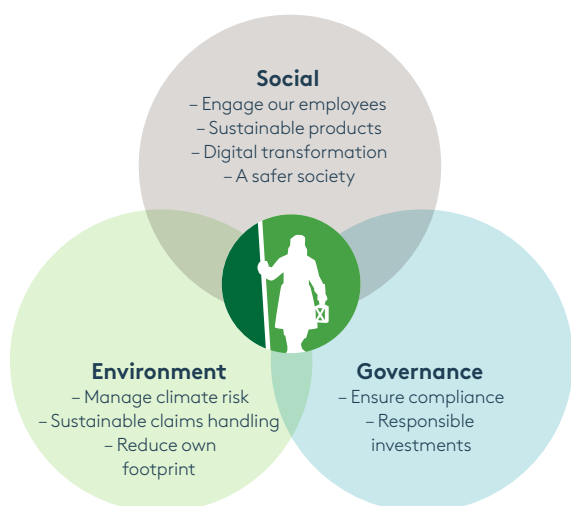 Social
– Engage our employees
– Sustainable products
– Digital transformation
– A safer society
Environment
– Manage climate risk
– Sustainable claims handling
– Reduce own
footprint
Governance
– Ensure compliance
– Responsible
investments